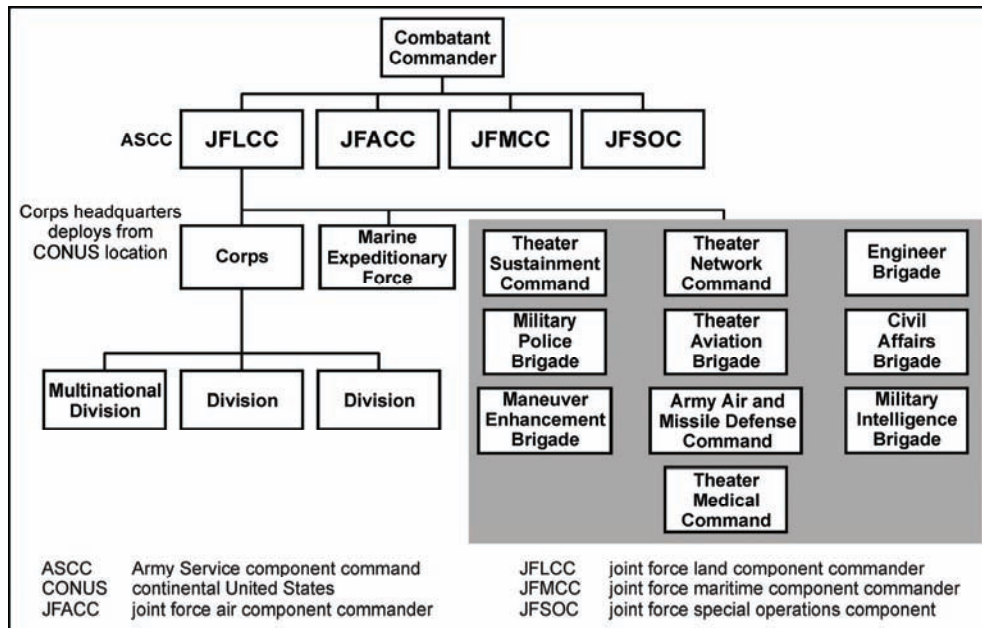 Combatant
Commander
ASCC
JFLCC
JFACC
JFMCC
JFSOC
Corps headquarters
deploys from
CONUS location
Corps
Marine
Expeditionary
Force
Theater
Sustainment
Command
Theater
Network
Command
Engineer
Brigade
Military
Police
Brigade
Theater
Aviation
Brigade
Civil
Affairs
Brigade
Multinational
Division
Division
Division
Maneuver
Enhancement
Brigade
Army Air and
Missile Defense
Command
Military
Intelligence
Brigade
Theater
Medical
Command
ASCC Army Service component command
CONUS continental United States
JFACC joint force air component commander
JFLCC joint force land component commander
JFMCC joint force maritime component commander
JFSOC joint force special operations component